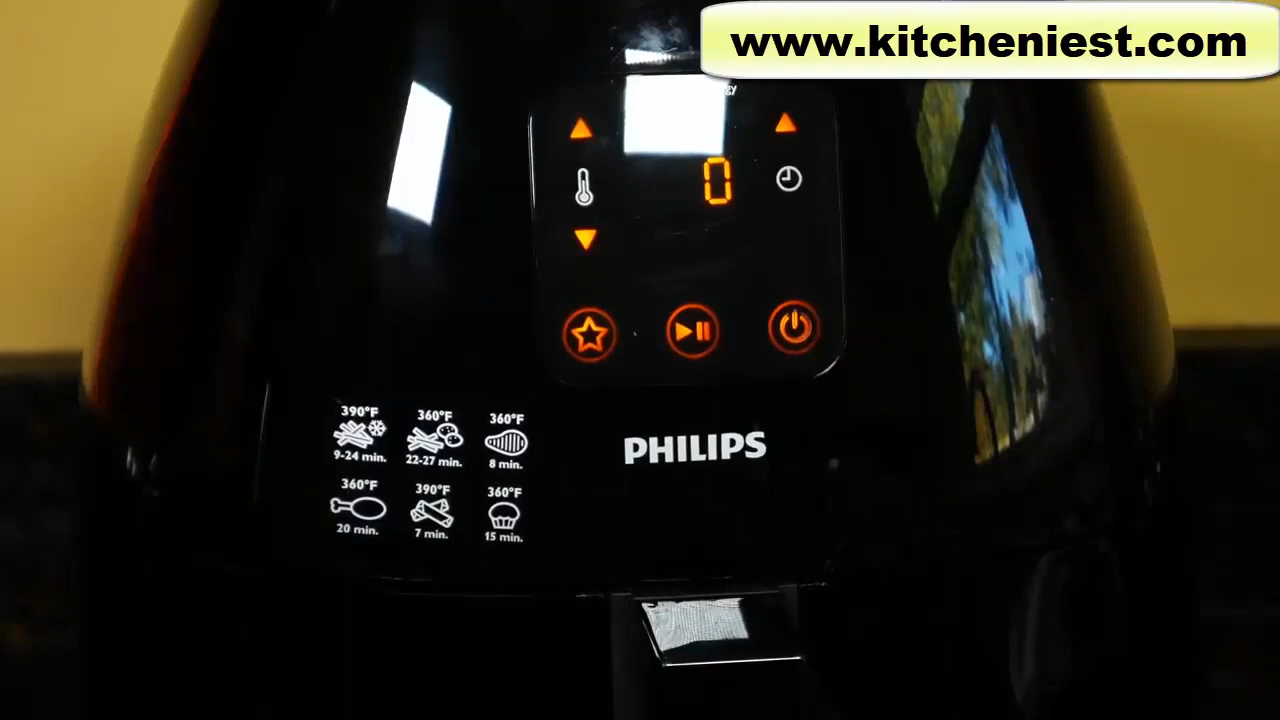 www.kitcheniest.com
0
390°F 360°F 360°F
9-24 min. 22-27 min. 8 min.
PHILIPS
360°F 390°F 360°F
20 min. 7 min. 15 min.